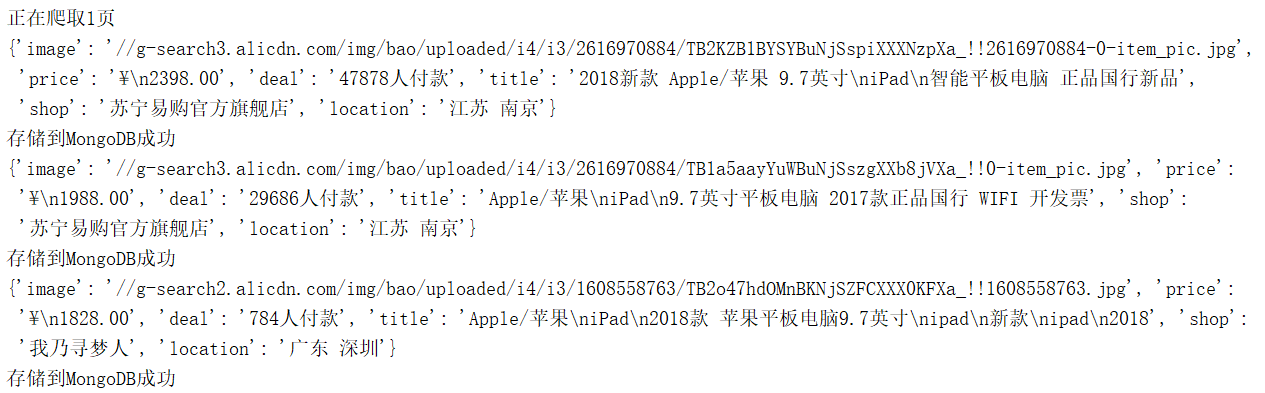 正在爬取1页
{'image': '//g-search3.alicdn.com/img/bao/uploaded/i4/i3/2616970884/TB2KZB1BYSYBuNjSspiXXXNzpXa_!!2616970884-0-item_pic.jpg',
'price': '¥\n2398.00', 'deal': '47878人付款', 'title': '2018新款 Apple/苹果 9.7英寸\niPad\n智能平板电脑 正品国行新品',
'shop': '苏宁易购官方旗舰店', 'location': '江苏 南京'}
存储到MongoDB成功
{'image': '//g-search3.alicdn.com/img/bao/uploaded/i4/i3/2616970884/TB1a5aayYuWBuNjSszgXXb8jVXa_!!0-item_pic.jpg', 'price':
'¥\n1988.00', 'deal': '29686人付款', 'title': 'Apple/苹果\niPad\n9.7英寸平板电脑 2017款正品国行 WIFI 开发票', 'shop':
'苏宁易购官方旗舰店', 'location': '江苏 南京'}
存储到MongoDB成功
{'image': '//g-search2.alicdn.com/img/bao/uploaded/i4/i3/1608558763/TB2o47hdOMnBKNjSZFCXXX0KFXa_!!1608558763.jpg', 'price':
'¥\n1828.00', 'deal': '784人付款', 'title': 'Apple/苹果\niPad\n2018款 苹果平板电脑9.7英寸\nipad\n新款\nipad\n2018', 'shop':
'我乃寻梦人', 'location': '广东 深圳'}
存储到MongoDB成功